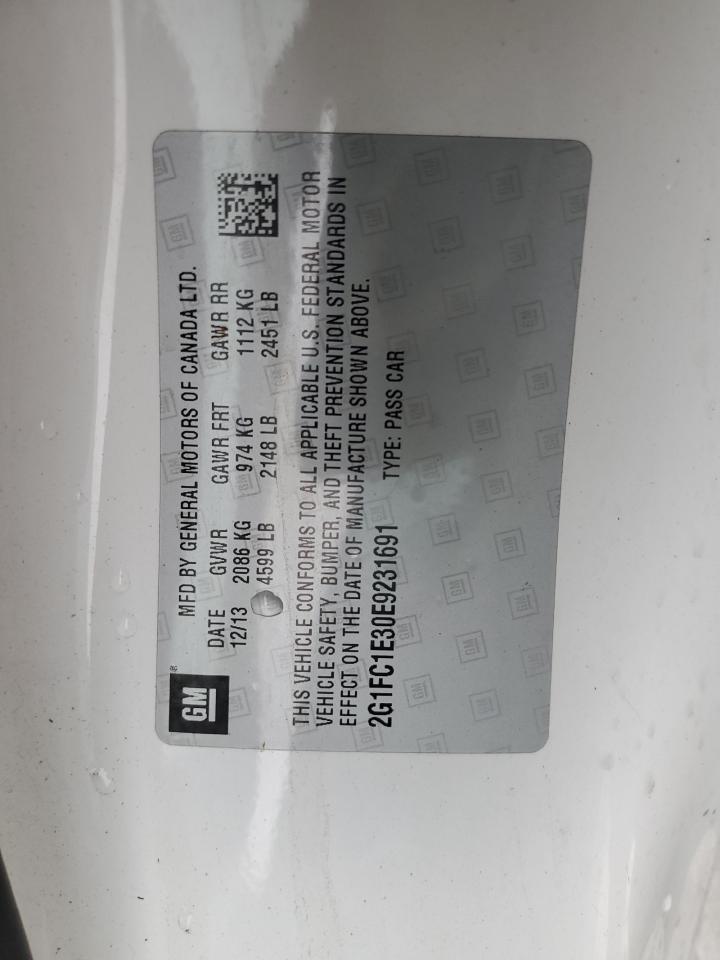 GM ®
MFD BY GENERAL MOTORS OF CANADA LTD.
DATE GVWR GAWR FRT GAWR RR
12/13 2086 KG 974 KG 1112 KG
4599 LB 2148 LB 2451 LB
THIS VEHICLE CONFORMS TO ALL APPLICABLE U.S. FEDERAL MOTOR
VEHICLE SAFETY, BUMPER, AND THEFT PREVENTION STANDARDS IN
EFFECT ON THE DATE OF MANUFACTURE SHOWN ABOVE.
2G1FC1E30E9231691 TYPE: PASS CAR